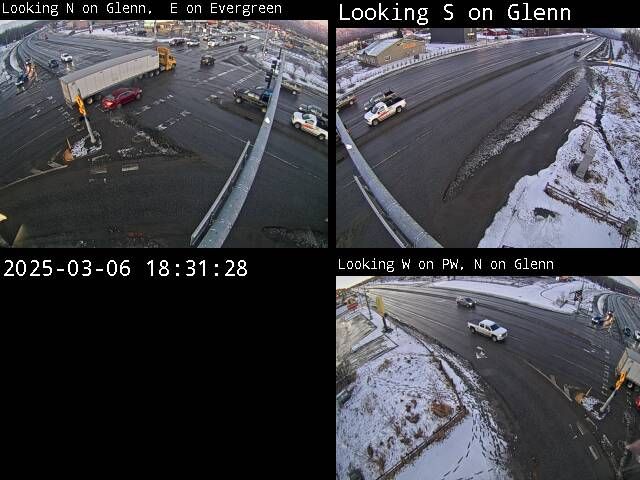 Looking N on Glenn,  E on Evergreen
Looking S on Glenn
2025-03-06 18:31:28
Looking W on PW, N on Glenn